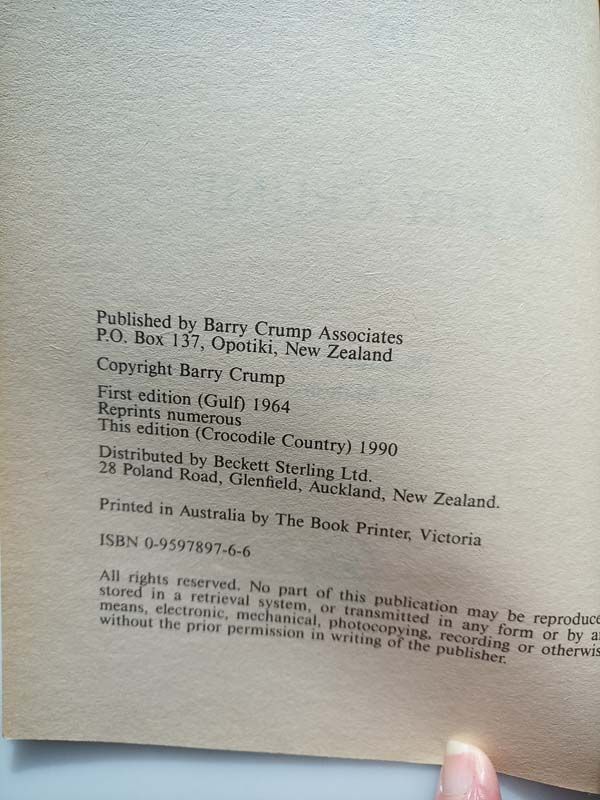 Published by Barry Crump Associates
P.O. Box 137, Opotiki, New Zealand
Copyright Barry Crump
First edition (Gulf) 1964
Reprints numerous
This edition (Crocodile Country) 1990
Distributed by Beckett Sterling Ltd.
28 Poland Road, Glenfield, Auckland, New Zealand.
Printed in Australia by The Book Printer, Victoria
ISBN 0-9597897-6-6
All rights reserved. No part of this publication may be reproduce
stored in a retrieval system, or transmitted in any form or by a
means, electronic, mechanical, photocopying, recording or otherwis
without the prior permission in writing of the publisher.